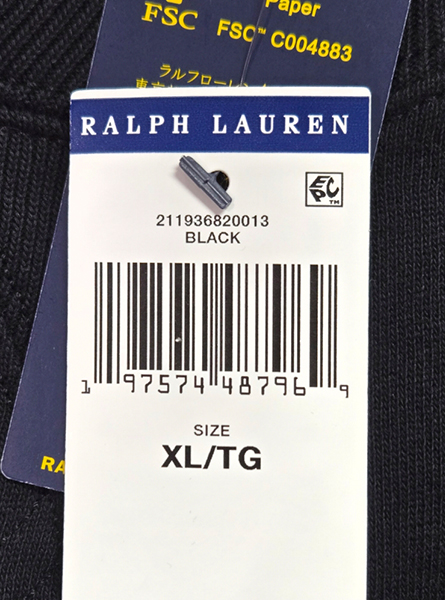 Paper
FSC FSC™ C004883
ラルフローレン
RALPH LAUREN
EPC™
211936820013
BLACK
1 97574 48796 9
SIZE
XL/TG
RA